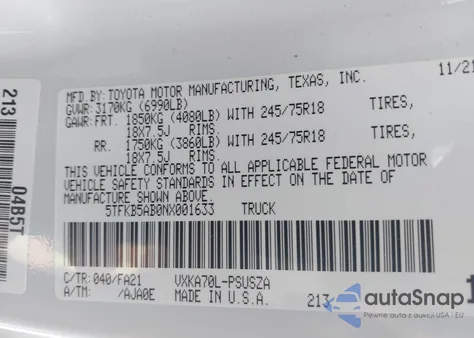 MFD.BY: TOYOTA MOTOR MANUFACTURING, TEXAS, INC. 11/21
GVWR: 3170KG (6990LB)
GAWR: FRT. 1850KG (4080LB) WITH 245/75R18 TIRES,
18X7.5J RIMS.
RR. 1750KG (3860LB) WITH 245/75R18 TIRES,
18X7.5J RIMS.
THIS VEHICLE CONFORMS TO ALL APPLICABLE FEDERAL MOTOR
VEHICLE SAFETY STANDARDS IN EFFECT ON THE DATE OF
MANUFACTURE SHOWN ABOVE.
5TFKB5AB0NX001633 TRUCK
C/TR: 040/FA21 VXKA70L-PSUSZA
A/TM: /AJA0E MADE IN U.S.A. 213
213 04B5T
autoSnap